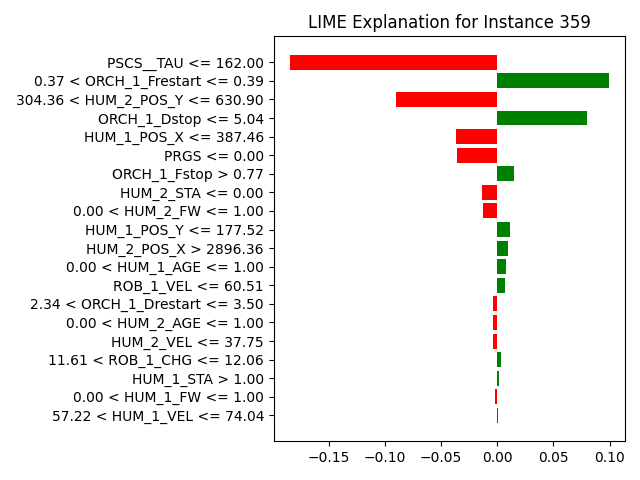 LIME Explanation for Instance 359
PSCS__TAU <= 162.00
0.37 < ORCH_1_Frestart <= 0.39
304.36 < HUM_2_POS_Y <= 630.90
ORCH_1_Dstop <= 5.04
HUM_1_POS_X <= 387.46
PRGS <= 0.00
ORCH_1_Fstop > 0.77
HUM_2_STA <= 0.00
0.00 < HUM_2_FW <= 1.00
HUM_1_POS_Y <= 177.52
HUM_2_POS_X > 2896.36
0.00 < HUM_1_AGE <= 1.00
ROB_1_VEL <= 60.51
2.34 < ORCH_1_Drestart <= 3.50
0.00 < HUM_2_AGE <= 1.00
HUM_2_VEL <= 37.75
11.61 < ROB_1_CHG <= 12.06
HUM_1_STA > 1.00
0.00 < HUM_1_FW <= 1.00
57.22 < HUM_1_VEL <= 74.04
−0.15 −0.10 −0.05 0.00 0.05 0.10